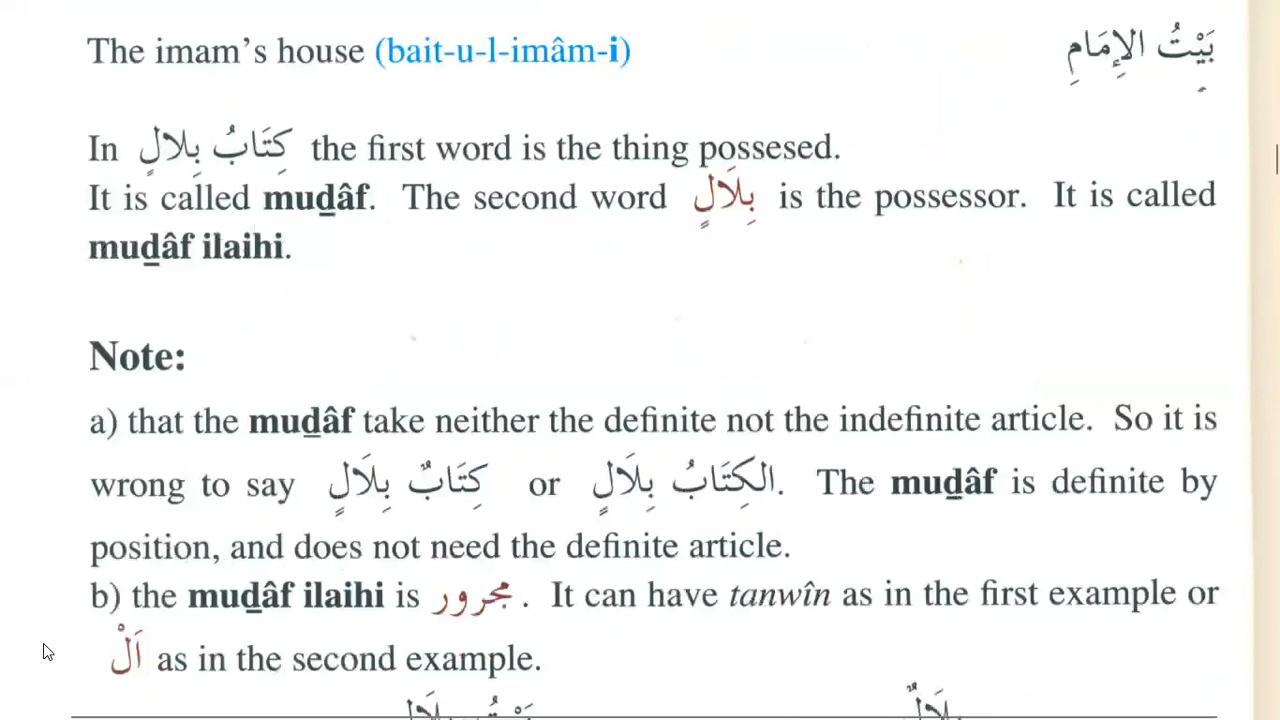 The imam’s house (bait-u-l-imâm-i) بَيْتُ الإِمَامِ
In كِتَابُ بِلالٍ the first word is the thing possesed.
It is called muḏâf. The second word بِلَالٍ is the possessor. It is called
muḏâf ilaihi.
Note:
a) that the muḏâf take neither the definite not the indefinite article. So it is
wrong to say كِتَابٌ بِلَالٍ or الكِتَابُ بِلَالٍ. The muḏâf is definite by
position, and does not need the definite article.
b) the muḏâf ilaihi is مجرور. It can have tanwîn as in the first example or
اَلْ as in the second example.